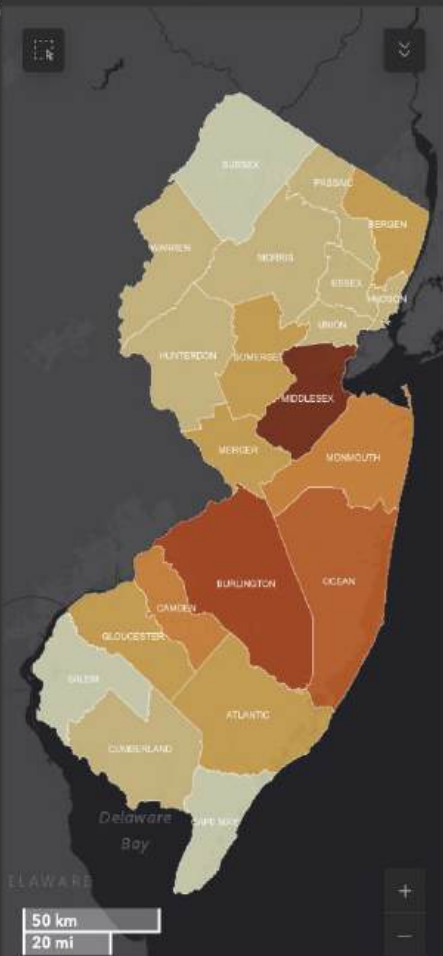 SUSSEX
PASSAIC
BERGEN
WARREN
MORRIS
ESSEX
HUDSON
UNION
HUNTERDON
SOMERSET
MIDDLESEX
MERCER
MONMOUTH
BURLINGTON
OCEAN
CAMDEN
GLOUCESTER
SALEM
ATLANTIC
CUMBERLAND
CAPE MAY
Delaware
Bay
ELAWARE
50 km
20 mi